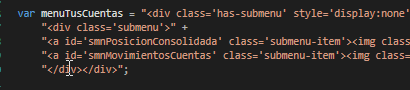 var menuTusCuentas = "<div class='has-submenu' style='display:none'
"<div class='submenu'>" +
"<a id='smnPosicionConsolidada' class='submenu-item'><img class=
"<a id='smnMovimientosCuentas' class='submenu-item'><img class=
"</div></div>";